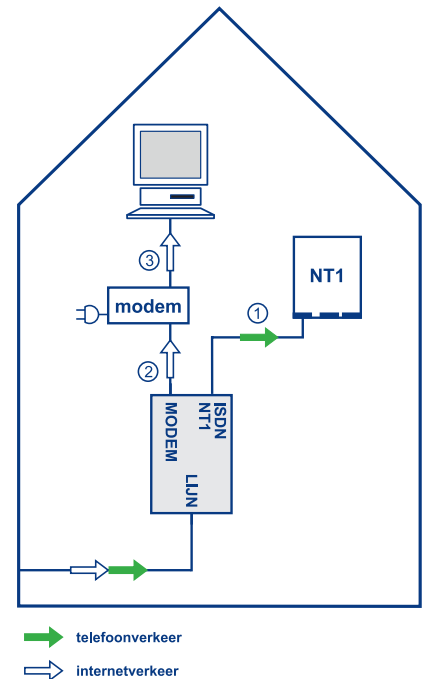 3
NT1
modem
1
2
MODEM
ISDN
NT1
LIJN
telefoonverkeer
internetverkeer